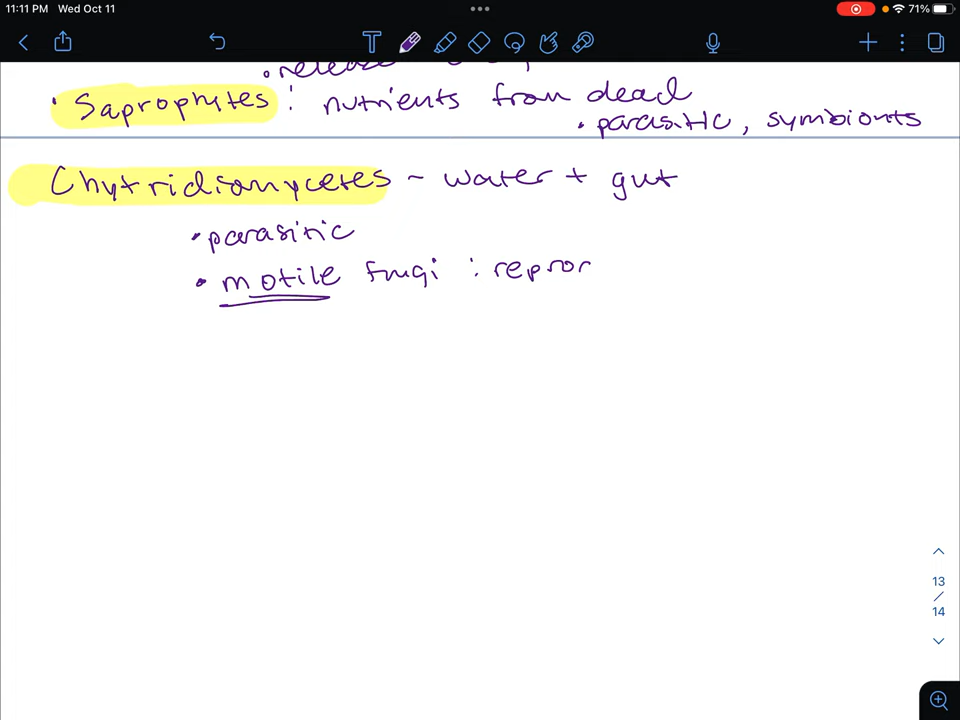 11:11 PM Wed Oct 11
71%
T
• release
• Saprophytes : nutrients from dead
• parasitic, symbionts
Chytridiomycetes ~ water + gut
• parasitic
• motile fungi : repror
13
/
14